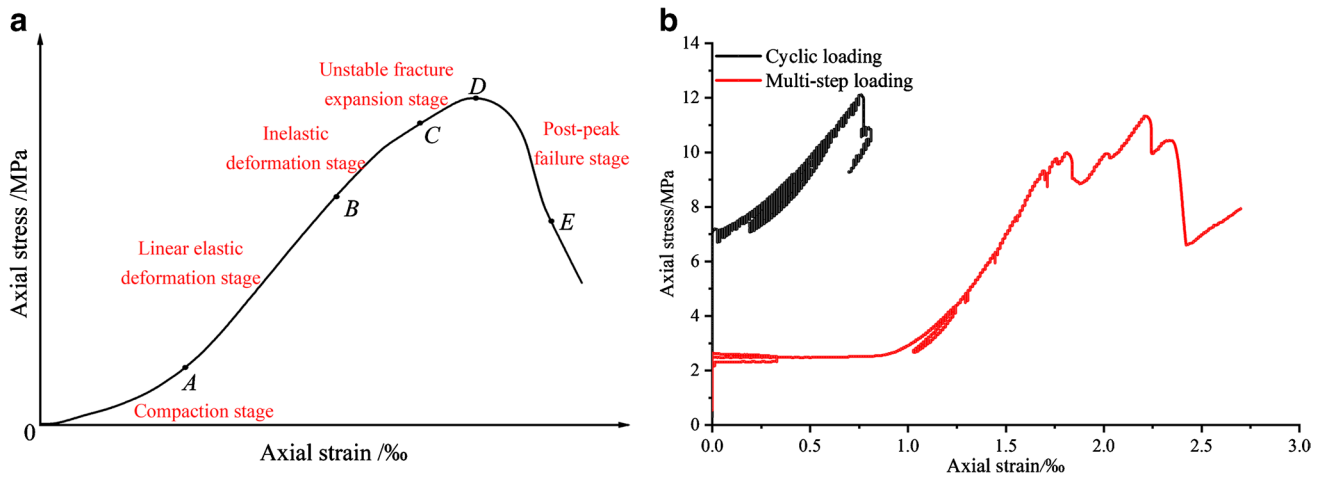 a
Axial stress /MPa
Unstable fracture
expansion stage
D
C
Inelastic
deformation stage
B
Post-peak
failure stage
E
Linear elastic
deformation stage
A
Compaction stage
0
Axial strain /‰
b
Cyclic loading
Multi-step loading
Axial stress/MPa
14
12
10
8
6
4
2
0
0.0 0.5 1.0 1.5 2.0 2.5 3.0
Axial strain/‰